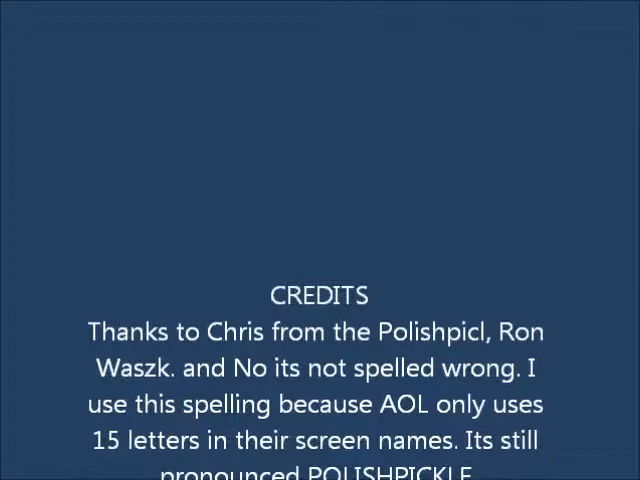 CREDITS
Thanks to Chris from the Polishpicl, Ron
Waszk. and No its not spelled wrong. I
use this spelling because AOL only uses
15 letters in their screen names. Its still
pronounced POLISHPICKLE